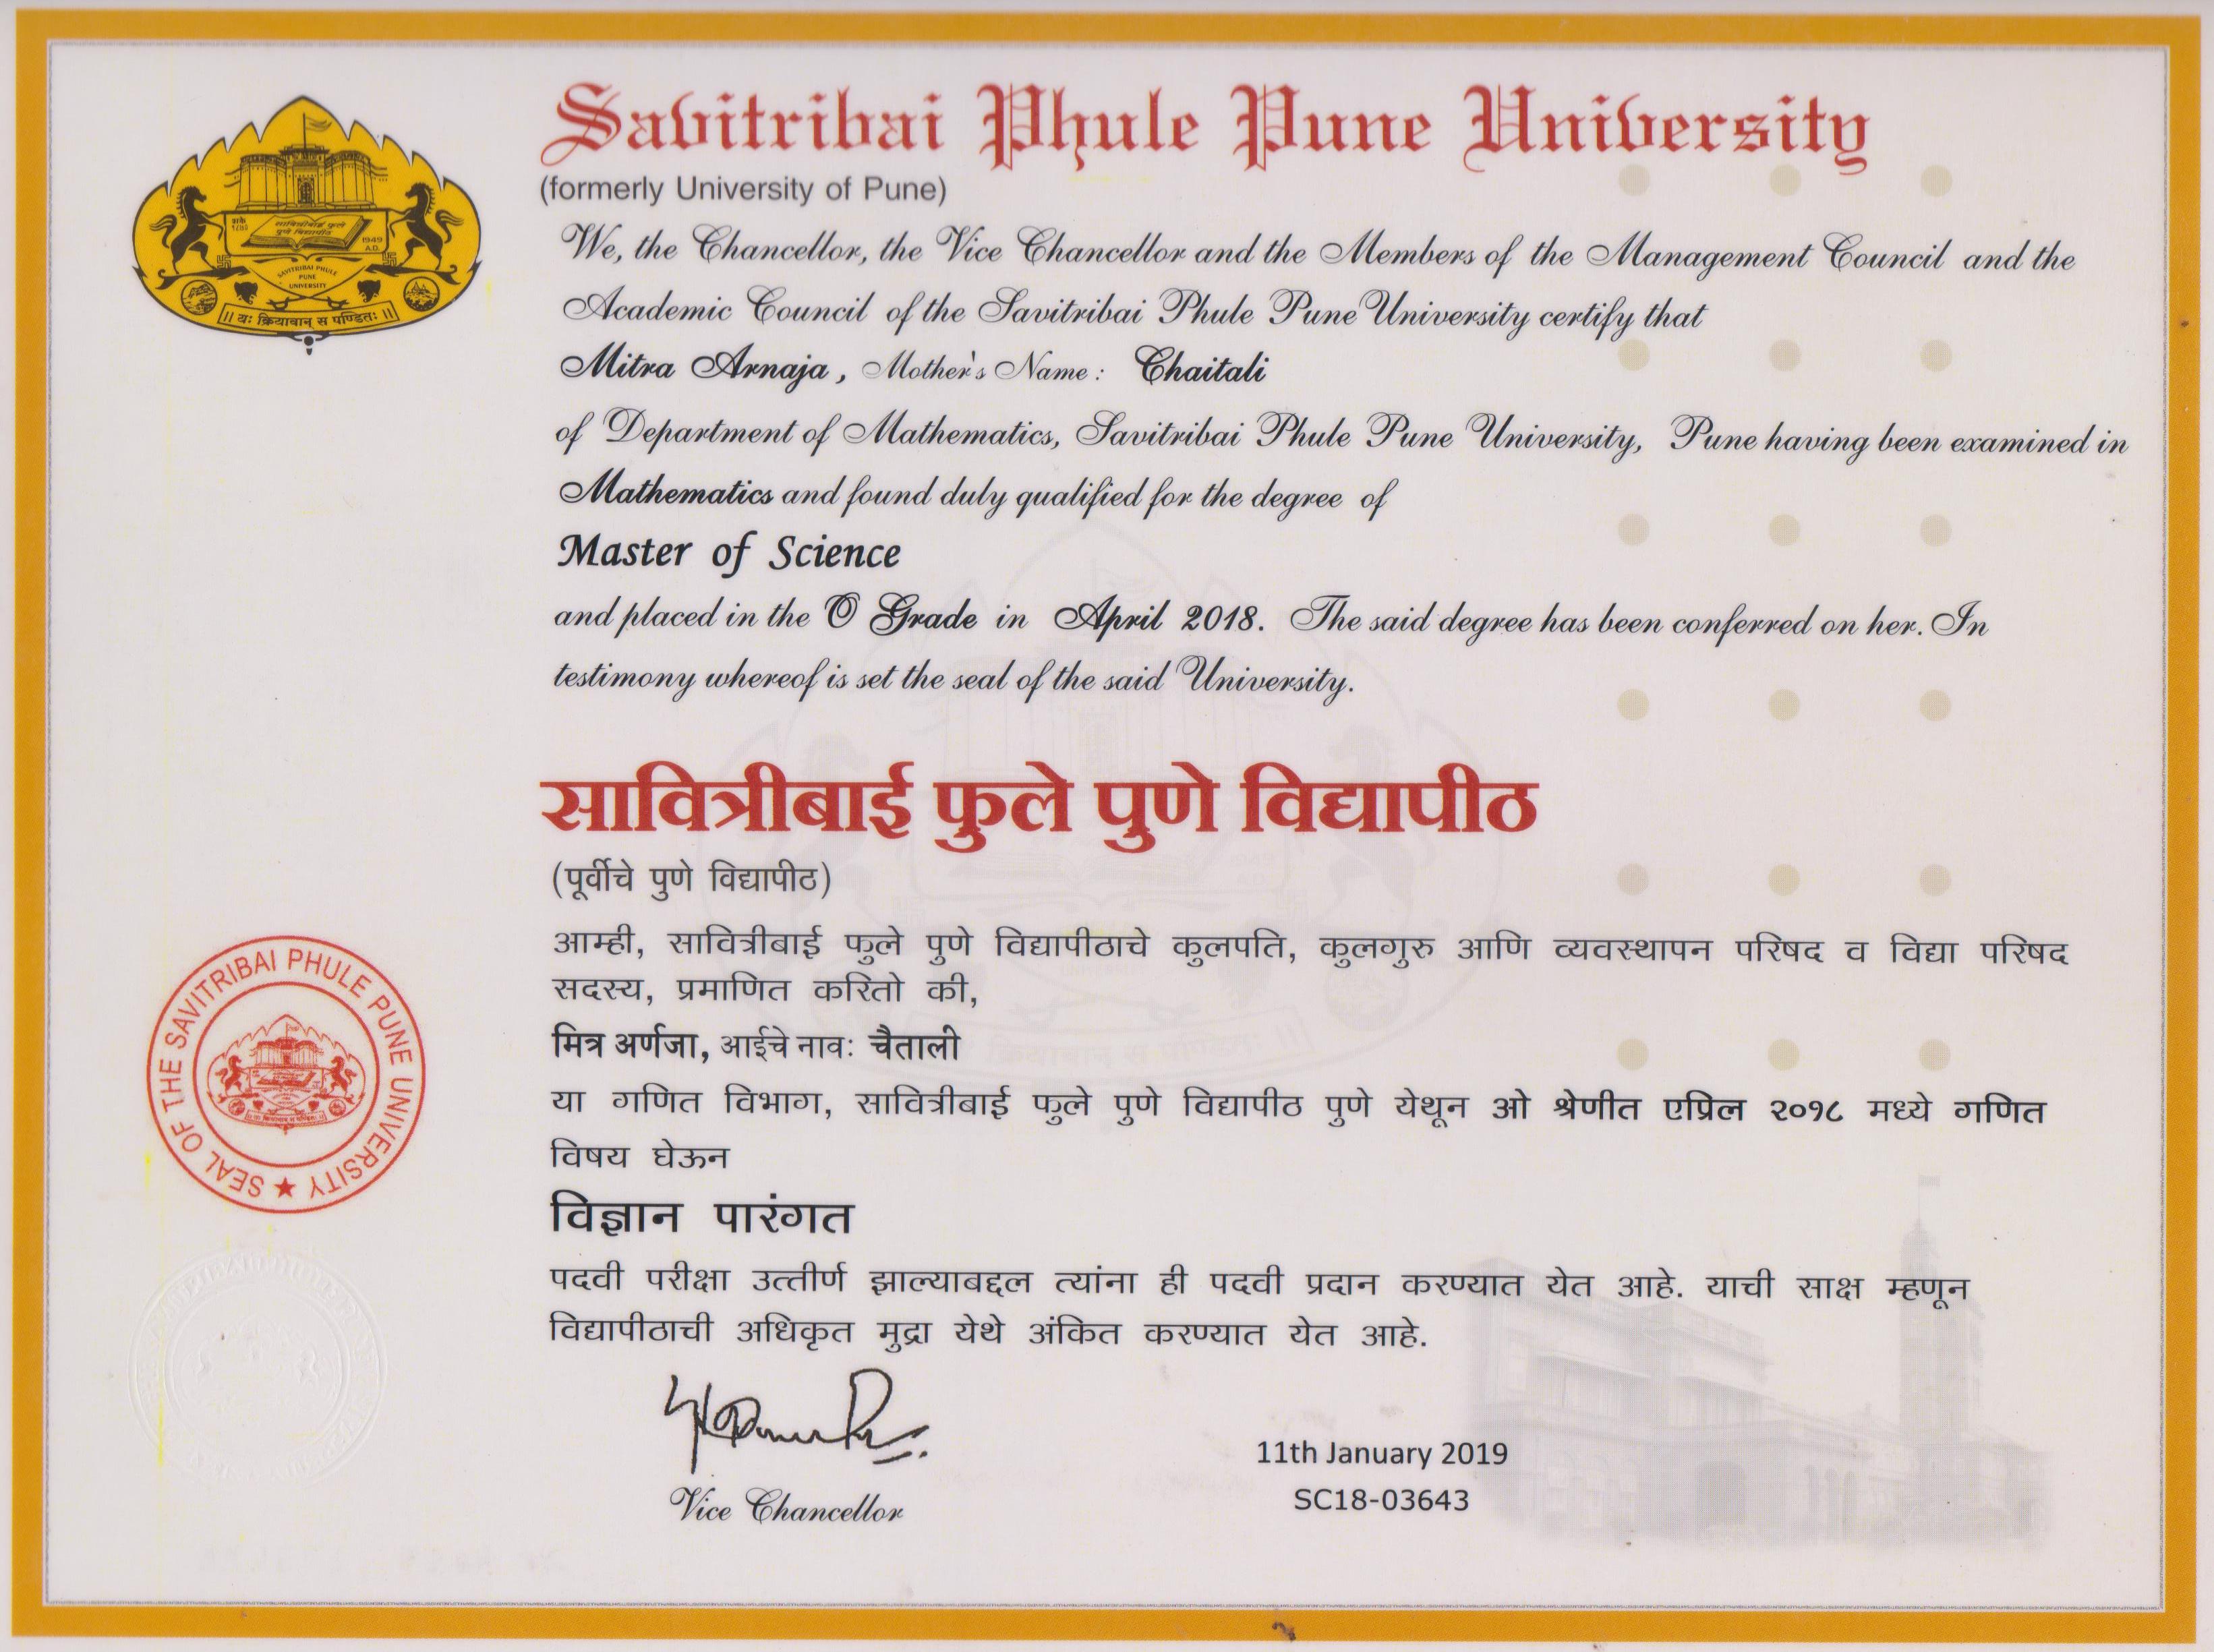 Savitribai Phule Pune University
(formerly University of Pune)
We, the Chancellor, the Vice Chancellor and the Members of the Management Council and the
Academic Council of the Savitribai Phule Pune University certify that
Mitra Arnaja, Mother's Name: Chaitali
of Department of Mathematics, Savitribai Phule Pune University, Pune having been examined in
Mathematics and found duly qualified for the degree of
Master of Science
and placed in the O Grade in April 2018. The said degree has been conferred on her. In
testimony whereof is set the seal of the said University.
सावित्रीबाई फुले पुणे विद्यापीठ
1949
A.D.
SAVITRIBAI PHULE
PUNE
UNIVERSITY
॥ यः क्रियावान् स पण्डितः ॥
सावित्रीबाई फुले पुणे विद्यापीठ
(पूर्वीचे पुणे विद्यापीठ)
आम्ही, सावित्रीबाई फुले पुणे विद्यापीठाचे कुलपति, कुलगुरु आणि व्यवस्थापन परिषद व विद्या परिषद
सदस्य, प्रमाणित करितो की,
मित्र अर्णजा, आईचे नावः चैताली
या गणित विभाग, सावित्रीबाई फुले पुणे विद्यापीठ पुणे येथून ओ श्रेणीत एप्रिल २०१८ मध्ये गणित
विषय घेऊन
विज्ञान पारंगत
पदवी परीक्षा उत्तीर्ण झाल्याबद्दल त्यांना ही पदवी प्रदान करण्यात येत आहे. याची साक्ष म्हणून
विद्यापीठाची अधिकृत मुद्रा येथे अंकित करण्यात येत आहे.
SEAL OF THE SAVITRIBAI PHULE PUNE UNIVERSITY
Vice Chancellor
11th January 2019
SC18-03643